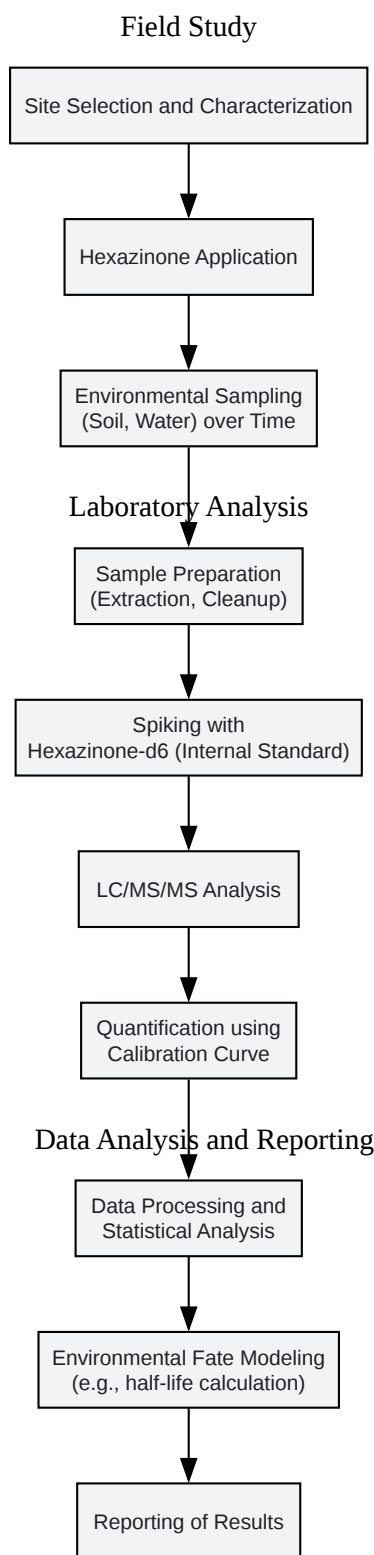 Field Study
Site Selection and Characterization
Hexazinone Application
Environmental Sampling
(Soil, Water) over Time
Laboratory Analysis
Sample Preparation
(Extraction, Cleanup)
Spiking with
Hexazinone-d6 (Internal Standard)
LC/MS/MS Analysis
Quantification using
Calibration Curve
Data Analysis and Reporting
Data Processing and
Statistical Analysis
Environmental Fate Modeling
(e.g., half-life calculation)
Reporting of Results